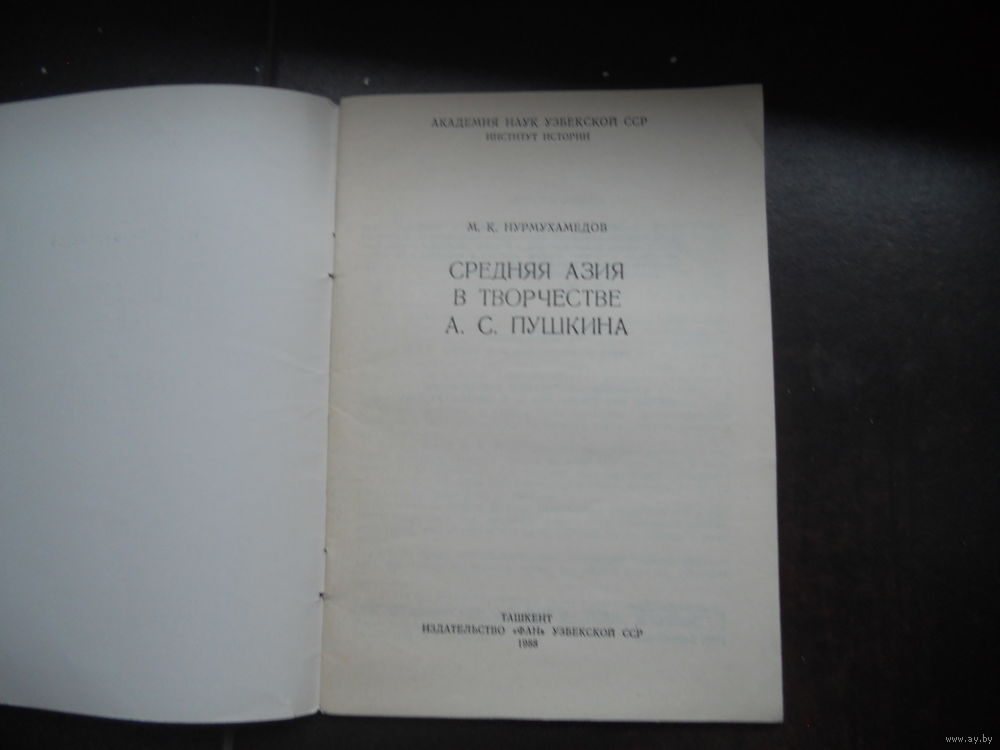 АКАДЕМИЯ НАУК УЗБЕКСКОЙ ССР
ИНСТИТУТ ИСТОРИИ
М. Қ. НУРМУХАМЕДОВ
СРЕДНЯЯ АЗИЯ
В ТВОРЧЕСТВЕ
А. С. ПУШКИНА
ТАШКЕНТ
ИЗДАТЕЛЬСТВО «ФАН» УЗБЕКСКОЙ ССР
1988
www.ay.by